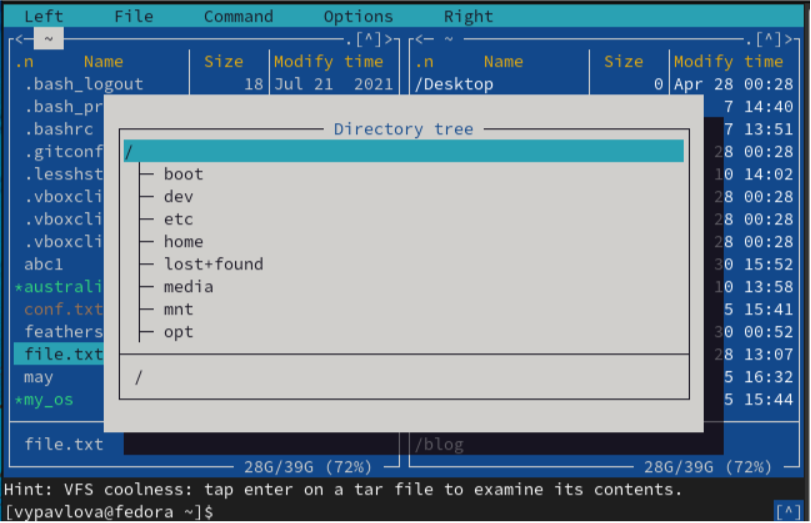 Left File Command Options Right
<─ ~ ─.[^]>
<─ ~ ─.[^]>
.n Name Size Modify time .n Name Size Modify time
.bash_logout 18 Jul 21 2021 /Desktop 0 Apr 28 00:28
.bash_pr 7 14:40
Directory tree
.bashrc 7 13:51
.gitconf / 28 00:28
.lesshst boot 10 14:02
.vboxcli dev 28 00:28
.vboxcli etc 28 00:28
.vboxcli home 28 00:28
abc1 lost+found 30 15:52
*australi media 10 13:58
conf.txt mnt 5 15:41
feathers opt 30 00:52
file.txt 28 13:07
may / 5 16:32
*my_os 5 15:44
file.txt /blog
28G/39G (72%) 28G/39G (72%)
Hint: VFS coolness: tap enter on a tar file to examine its contents.
[vypavlova@fedora ~]$ [^]